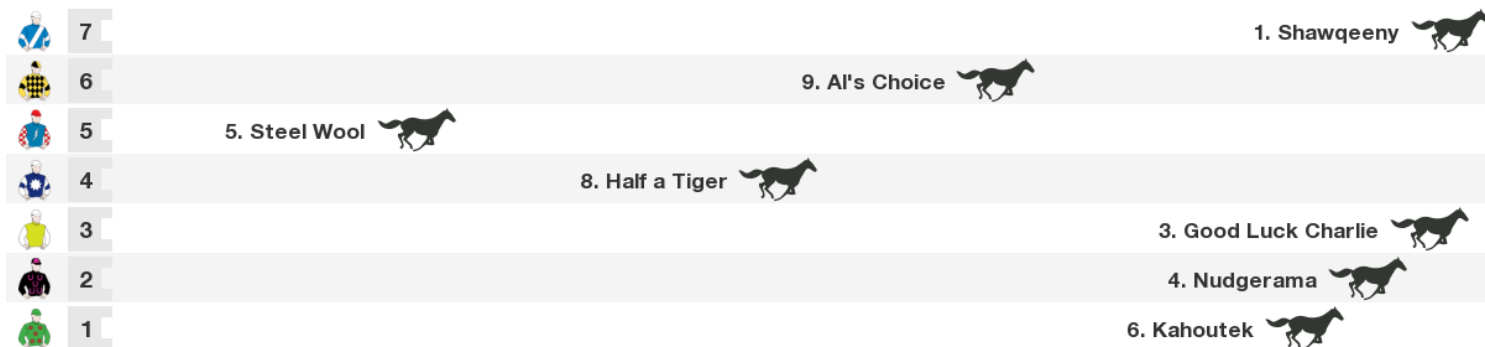 7 1. Shawqeeny
6 9. Al's Choice
5 5. Steel Wool
4 8. Half a Tiger
3 3. Good Luck Charlie
2 4. Nudgerama
1 6. Kahoutek